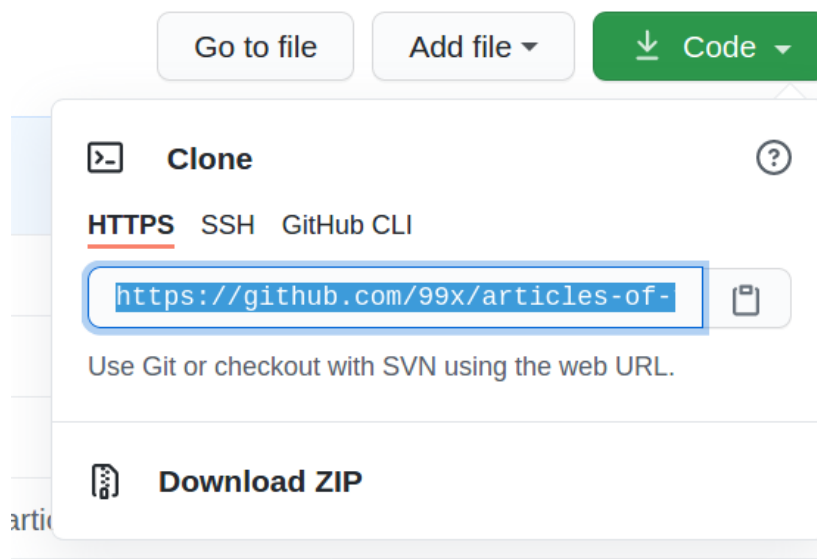 Go to file
Add file
Code
Clone
HTTPS SSH GitHub CLI
https://github.com/99x/articles-of-
Use Git or checkout with SVN using the web URL.
Download ZIP